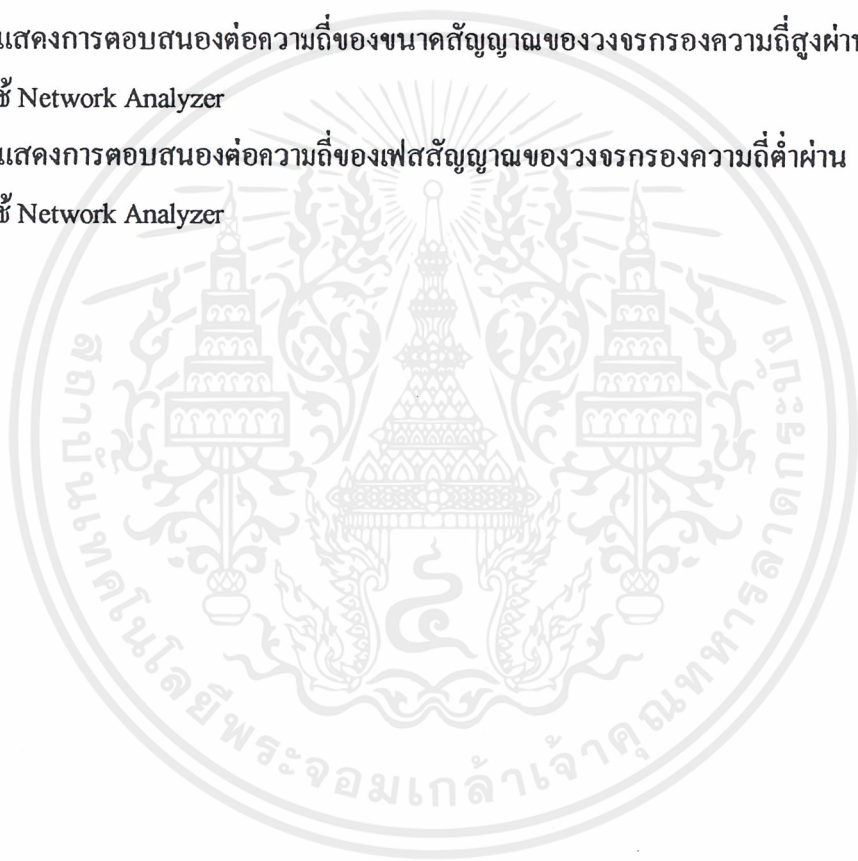 แสดงการตอบสนองต่อความถี่ของขนาดสัญญาณของวงจรกรองความถี่สูงผ่าน
ช้ Network Analyzer
แสดงการตอบสนองต่อความถี่ของเฟสสัญญาณของวงจรกรองความถี่ต่ำผ่าน
ช้ Network Analyzer
สถาบันเทคโนโลยีพระจอมเกล้าเจ้าคุณทหารลาดกระบัง